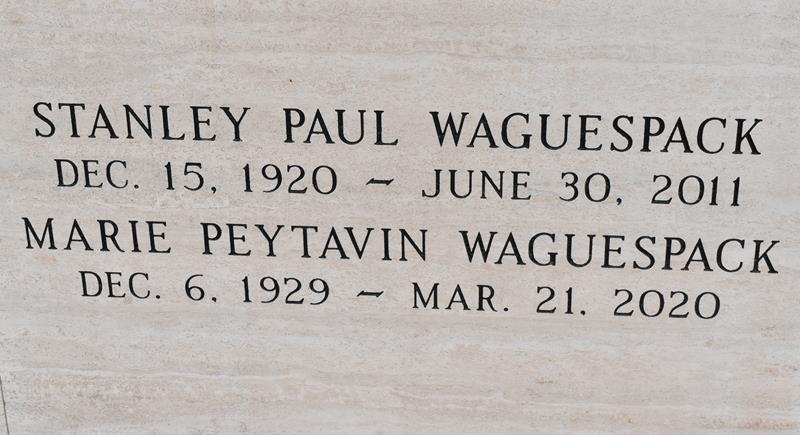 STANLEY PAUL WAGUESPACK
DEC. 15, 1920 ~ JUNE 30, 2011
MARIE PEYTAVIN WAGUESPACK
DEC. 6, 1929 ~ MAR. 21, 2020